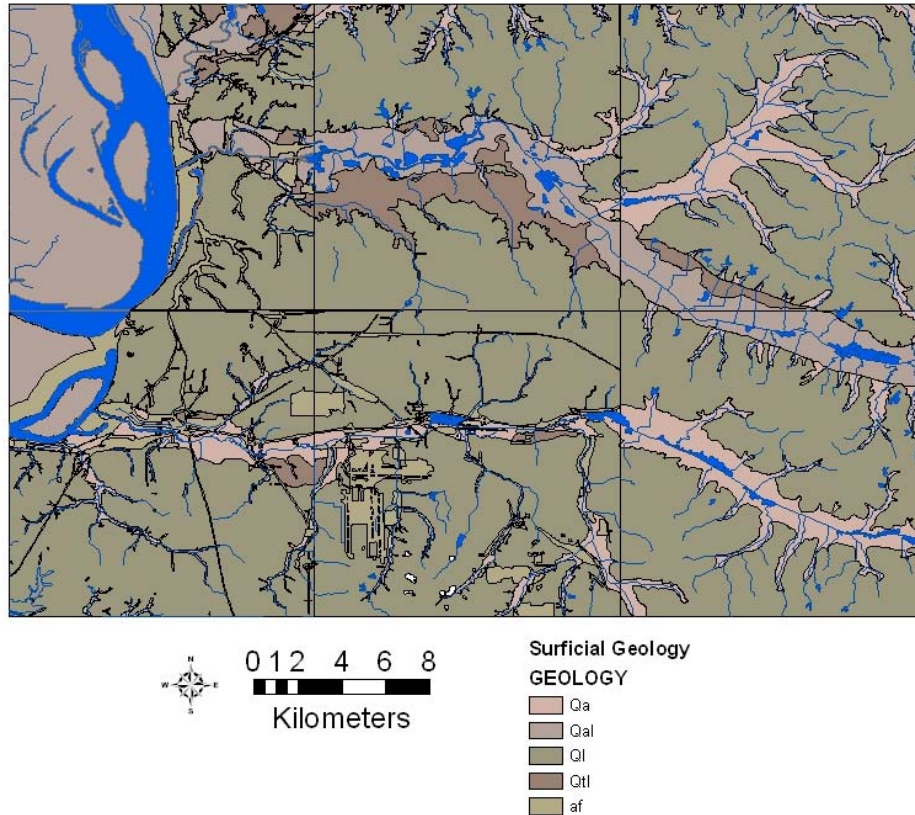 N
W E
S
0 1 2 4 6 8
Kilometers
Surficial Geology
GEOLOGY
Qa
Qal
Ql
Qtl
af